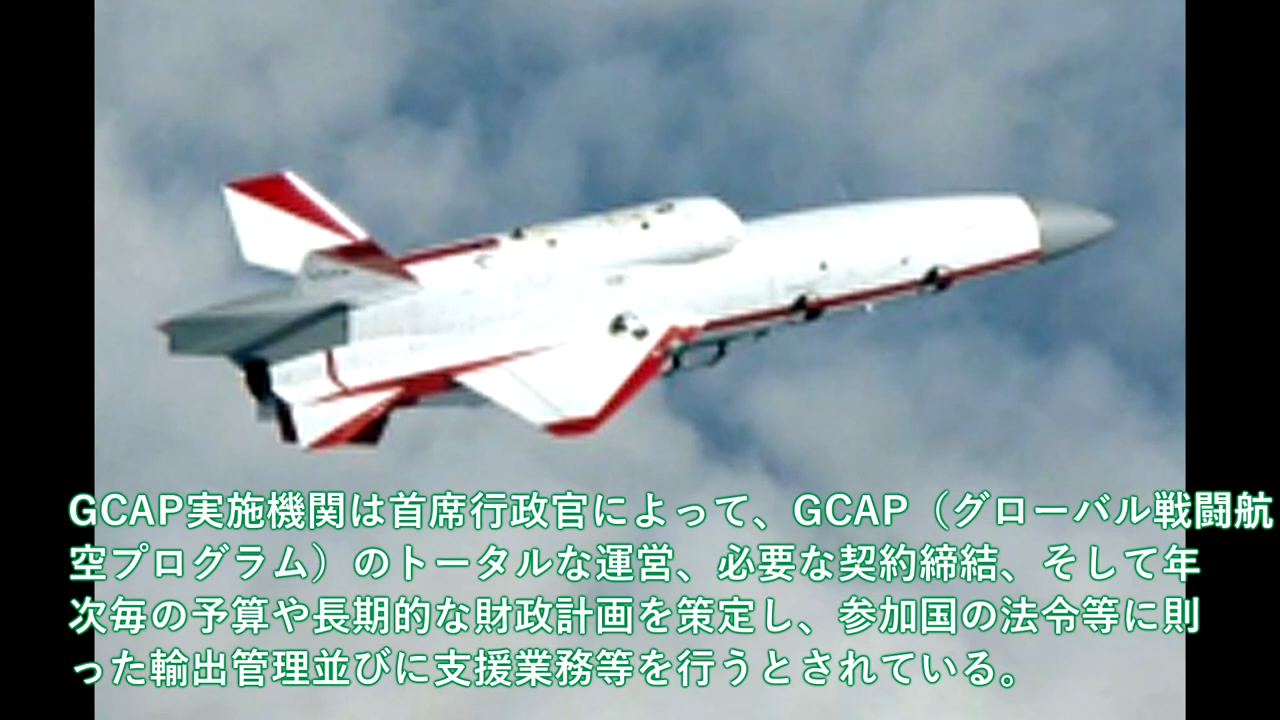 GCAP実施機関は首席行政官によって、GCAP（グローバル戦闘航
空プログラム）のトータルな運営、必要な契約締結、そして年
次毎の予算や長期的な財政計画を策定し、参加国の法令等に則
った輸出管理並びに支援業務等を行うとされている。